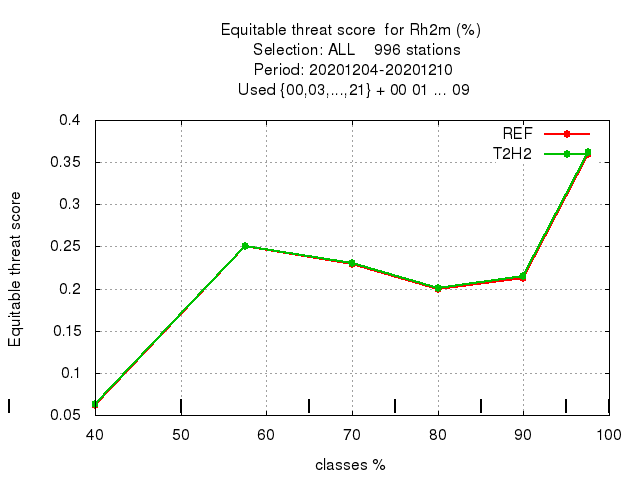 Equitable threat score  for Rh2m (%)
Selection: ALL    996 stations
Period: 20201204-20201210
Used {00,03,...,21} + 00 01 ... 09
REF
T2H2
0.4
0.35
0.3
0.25
0.2
0.15
0.1
0.05
Equitable threat score
40 50 60 70 80 90 100
classes %